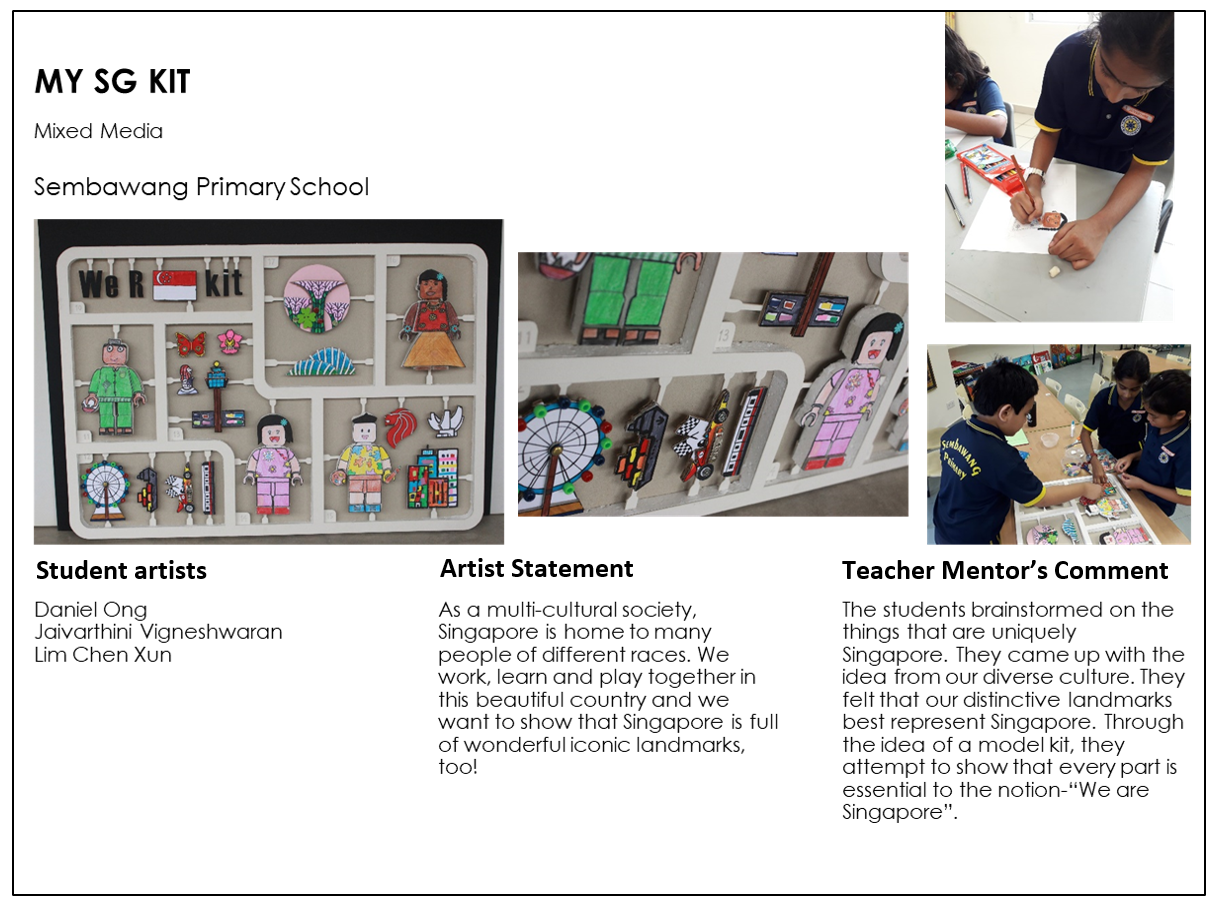 MY SG KIT
Mixed Media
Sembawang Primary School
We R kit
13
SEMBAWANG
PRIMARY
Student artists
Daniel Ong
Jaivarthini Vigneshwaran
Lim Chen Xun
Artist Statement
As a multi-cultural society,
Singapore is home to many
people of different races. We
work, learn and play together in
this beautiful country and we
want to show that Singapore is full
of wonderful iconic landmarks,
too!
Teacher Mentor’s Comment
The students brainstormed on the
things that are uniquely
Singapore. They came up with the
idea from our diverse culture. They
felt that our distinctive landmarks
best represent Singapore. Through
the idea of a model kit, they
attempt to show that every part is
essential to the notion-“We are
Singapore”.